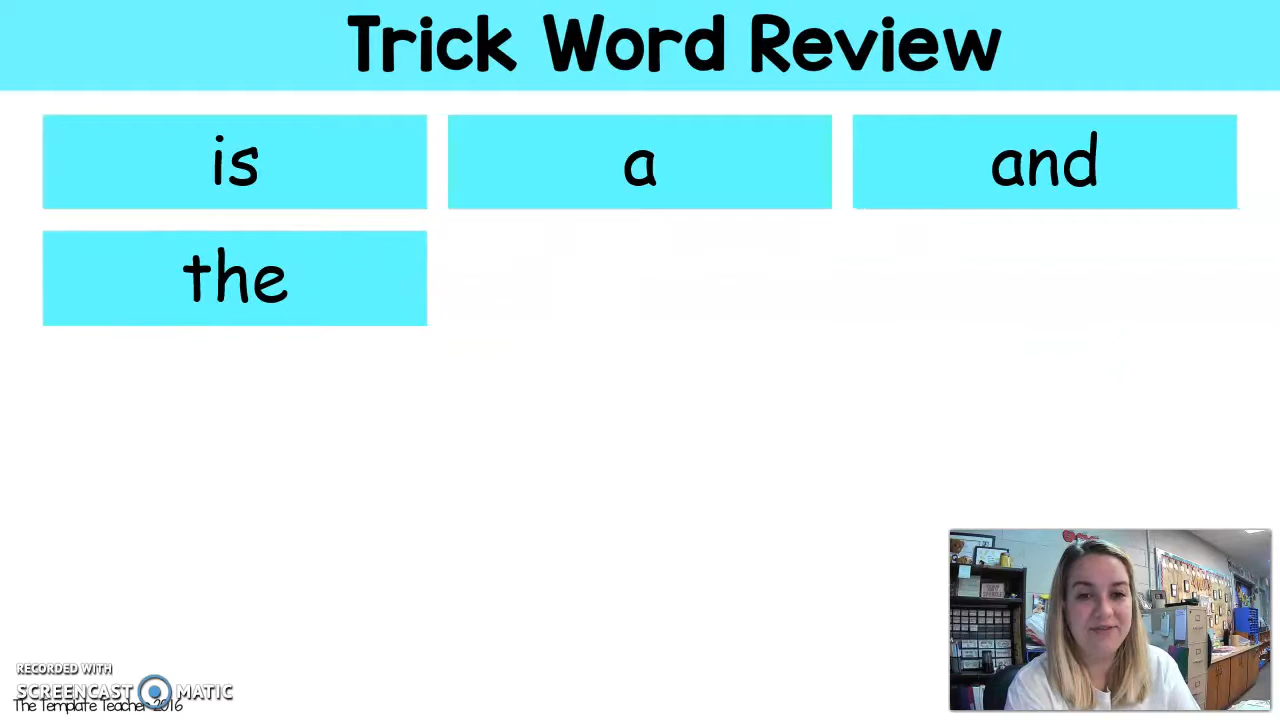 Trick Word Review
is
a
and
the
RECORDED WITH
SCREENCAST MATIC
The Template Teacher 2016